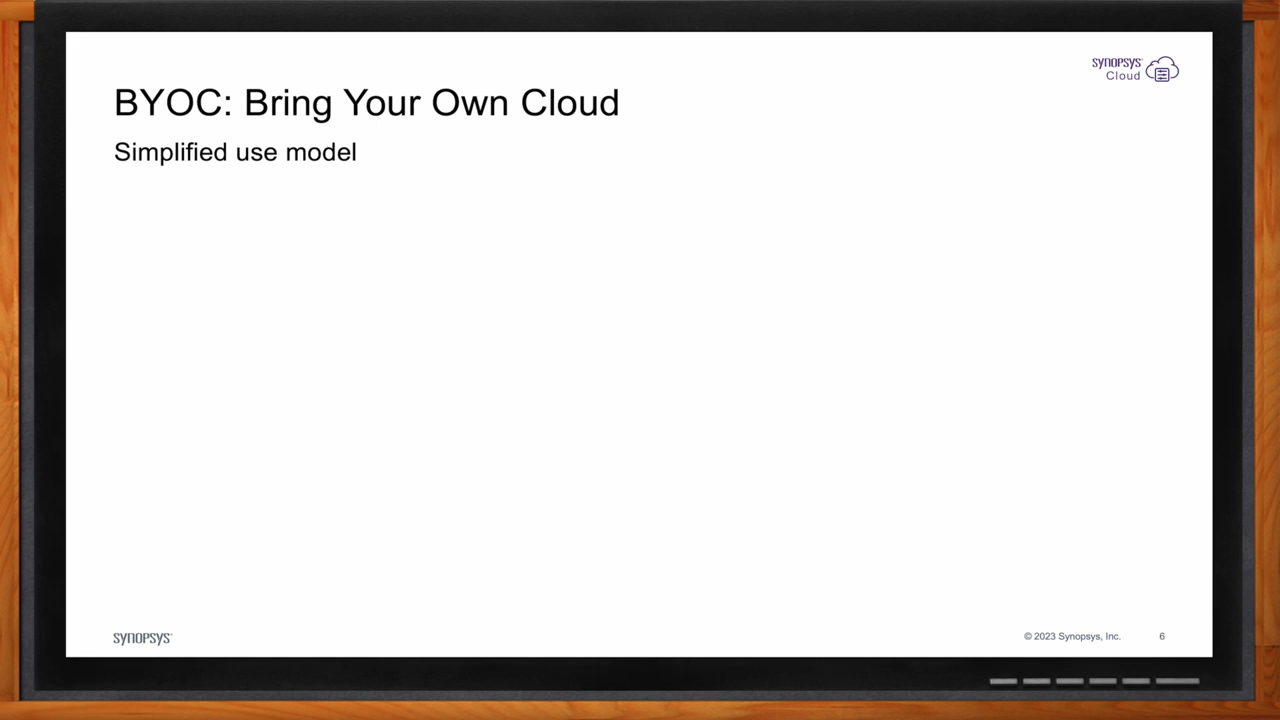 SYNOPSYS®
Cloud
BYOC: Bring Your Own Cloud
Simplified use model
SYNOPSYS®
© 2023 Synopsys, Inc. 6